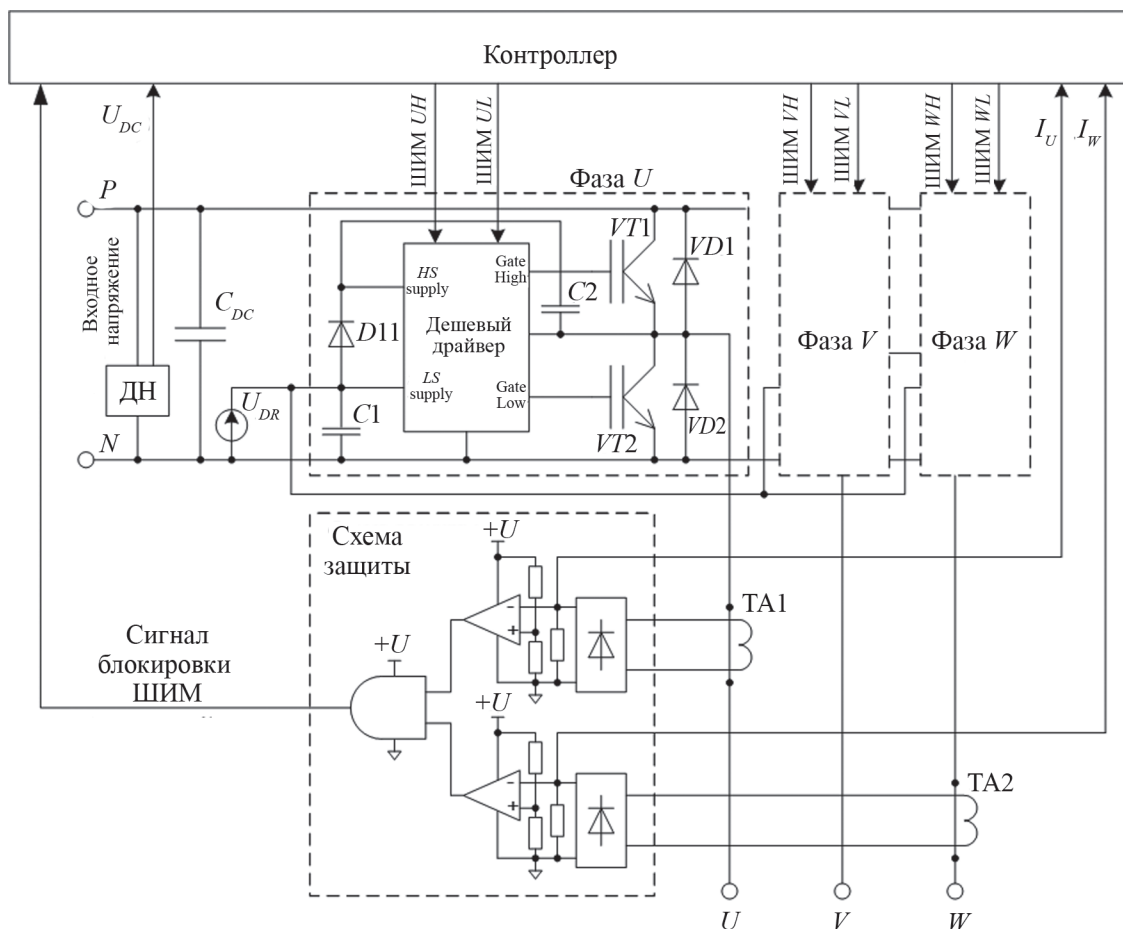 Контроллер
U_DC
ШИМ UH
ШИМ UL
ШИМ VH
ШИМ VL
ШИМ WH
ШИМ WL
I_U
I_W
P
Фаза U
Входное
напряжение
C_DC
ДН
U_DR
N
HS
supply
Gate
High
D11
Дешевый
драйвер
LS
supply
Gate
Low
C1
C2
VT1
VD1
VT2
VD2
Фаза V
Фаза W
Схема
защиты
+U
-
+
TA1
Сигнал
блокировки
ШИМ
+U
+U
-
+
TA2
U
V
W